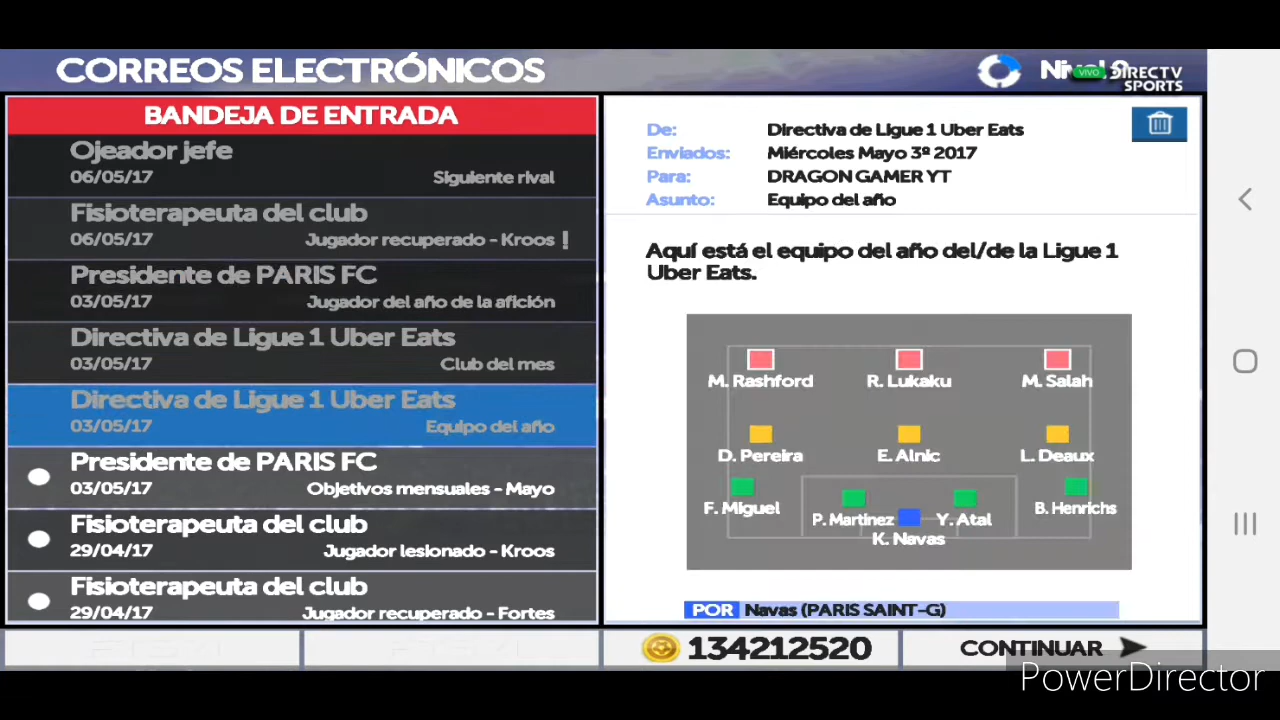 CORREOS ELECTRÓNICOS
VIVO DIRECTV
SPORTS
BANDEJA DE ENTRADA
Ojeador jefe
06/05/17 Siguiente rival
Fisioterapeuta del club
06/05/17 Jugador recuperado - Kroos !
Presidente de PARIS FC
03/05/17 Jugador del año de la afición
Directiva de Ligue 1 Uber Eats
03/05/17 Club del mes
Directiva de Ligue 1 Uber Eats
03/05/17 Equipo del año
Presidente de PARIS FC
03/05/17 Objetivos mensuales - Mayo
Fisioterapeuta del club
29/04/17 Jugador lesionado - Kroos
Fisioterapeuta del club
29/04/17 Jugador recuperado - Fortes
De: Directiva de Ligue 1 Uber Eats
Enviados: Miércoles Mayo 3º 2017
Para: DRAGON GAMER YT
Asunto: Equipo del año
Aquí está el equipo del año del/de la Ligue 1
Uber Eats.
M. Rashford R. Lukaku M. Salah
D. Pereira E. Alnic L. Deaux
F. Miguel P. Martinez Y. Atal B. Henrichs
K. Navas
POR Navas (PARIS SAINT-G)
134212520 CONTINUAR
PowerDirector